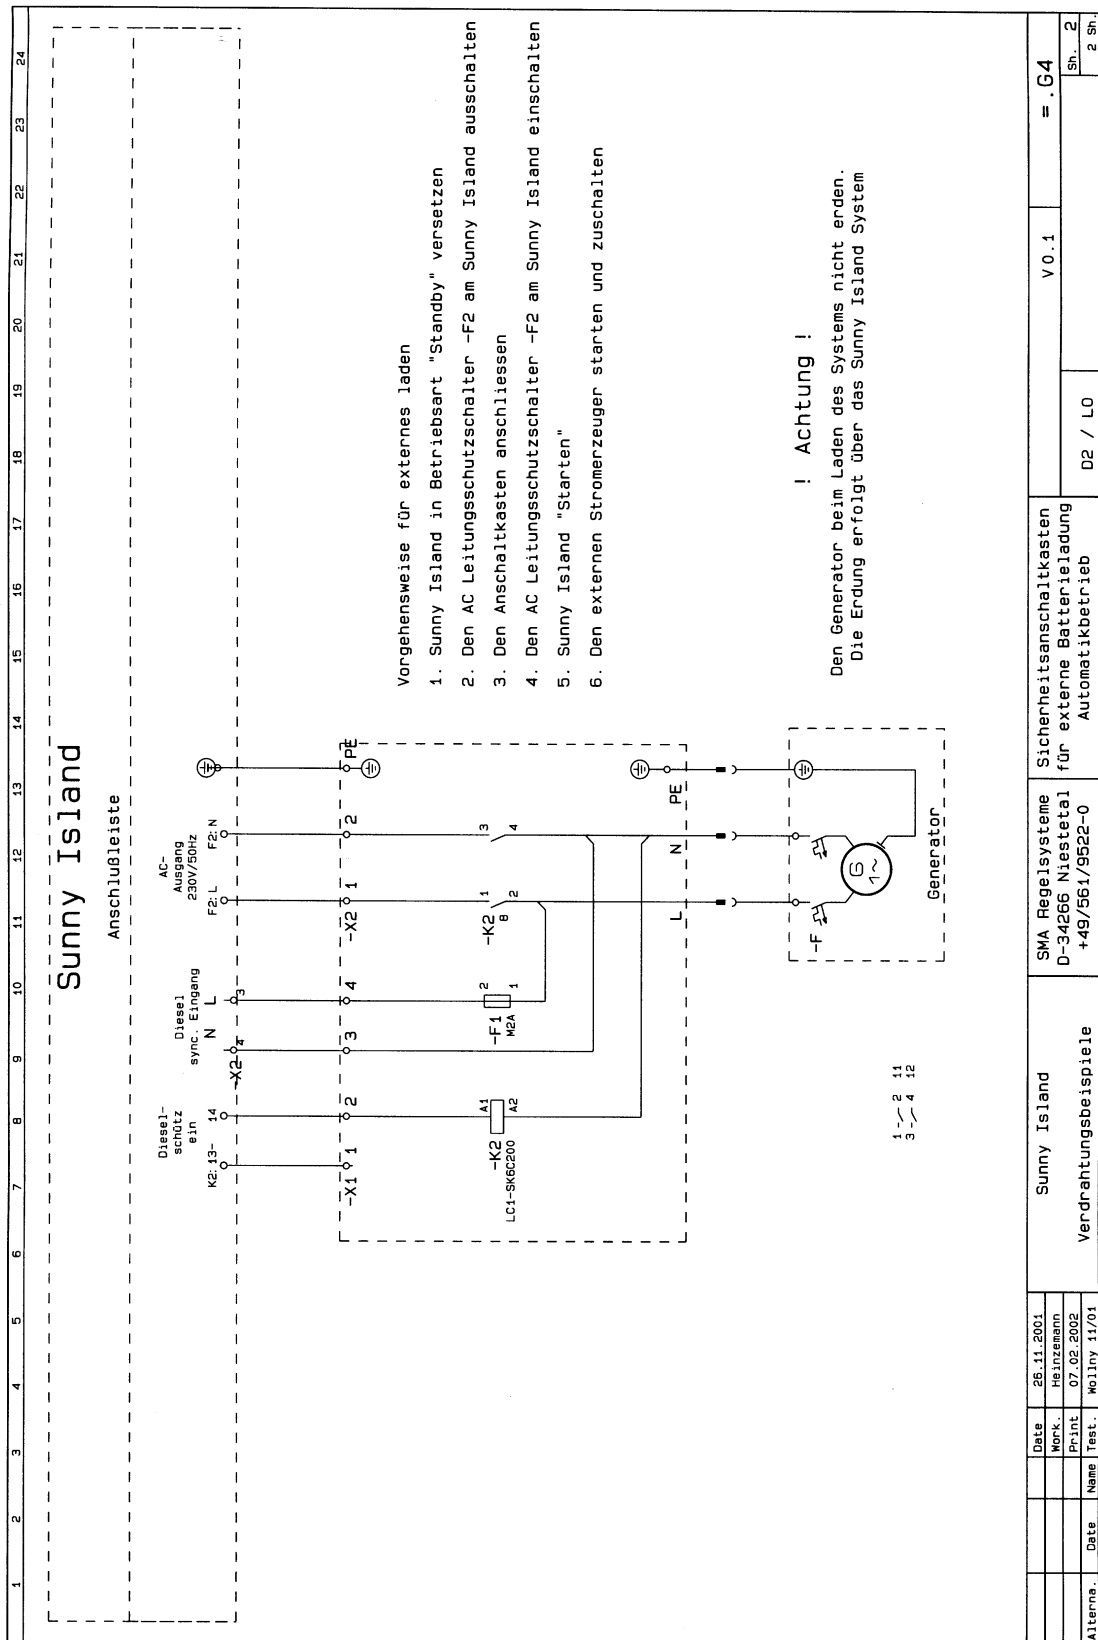 1 2 3 4 5 6 7 8 9 10 11 12 13 14 15 16 17 18 19 20 21 22 23 24
Sunny Island
Anschlußleiste
Diesel-
schütz
ein
K2: 13-
14
Diesel
sync. Eingang
N
L
-X2
4
3
AC-
Ausgang
230V/50Hz
F2: L
F2: N
-X1
1
2
3
4
-X2
1
2
PE
-K2
A1
A2
LC1-SK6C200
-F1
M2A
2
1
-K2
8
1
2
3
4
L
N
PE
-F
G
1~
Generator
1 2 11
3 4 12
Vorgehensweise für externes laden
1. Sunny Island in Betriebsart "Standby" versetzen
2. Den AC Leitungsschutzschalter -F2 am Sunny Island ausschalten
3. Den Anschaltkasten anschliessen
4. Den AC Leitungsschutzschalter -F2 am Sunny Island einschalten
5. Sunny Island "Starten"
6. Den externen Stromerzeuger starten und zuschalten
! Achtung !
Den Generator beim Laden des Systems nicht erden.
Die Erdung erfolgt über das Sunny Island System
Alterna. Date Name
Date 26.11.2001
Work. Heinzemann
Print 07.02.2002
Test. Wollny 11/01
Sunny Island
Verdrahtungsbeispiele
SMA Regelsysteme
D-34266 Niestetal
+49/561/9522-0
Sicherheitsanschaltkasten
für externe Batterieladung
Automatikbetrieb
D2 / LO
V0.1
=.G4
Sh. 2
2 Sh.